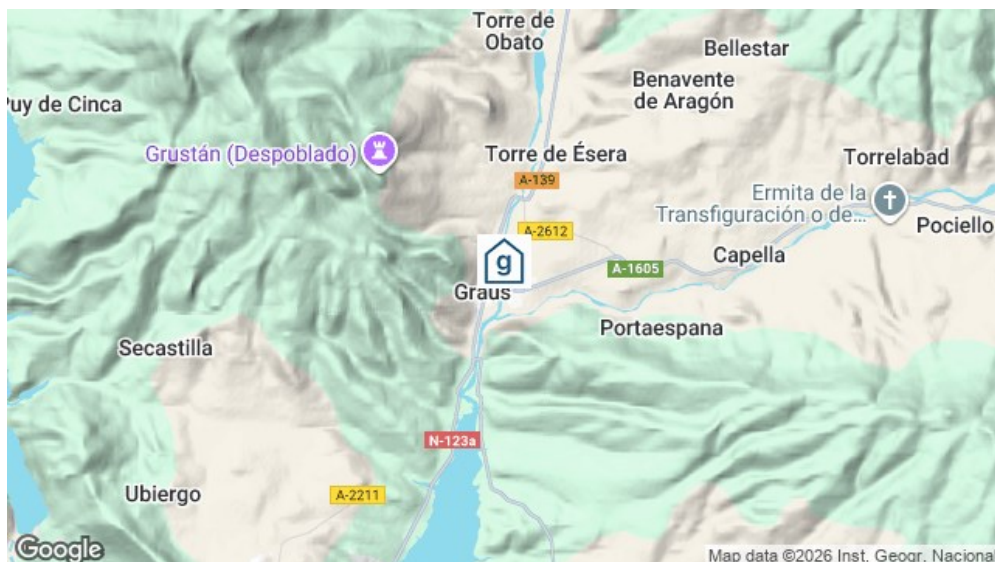 Torre de
Obato
Bellestar
Benavente
de Aragón
Puy de Cinca
Grustán (Despoblado)
Torre de Ésera
Torrelabad
A-139
Ermita de la
Transfiguración o de...
A-2612
Pociello
g
Capella
A-1605
Graus
Portaespana
Secastilla
N-123a
Ubiergo
A-2211
Google
Map data ©2026 Inst. Geogr. Nacional